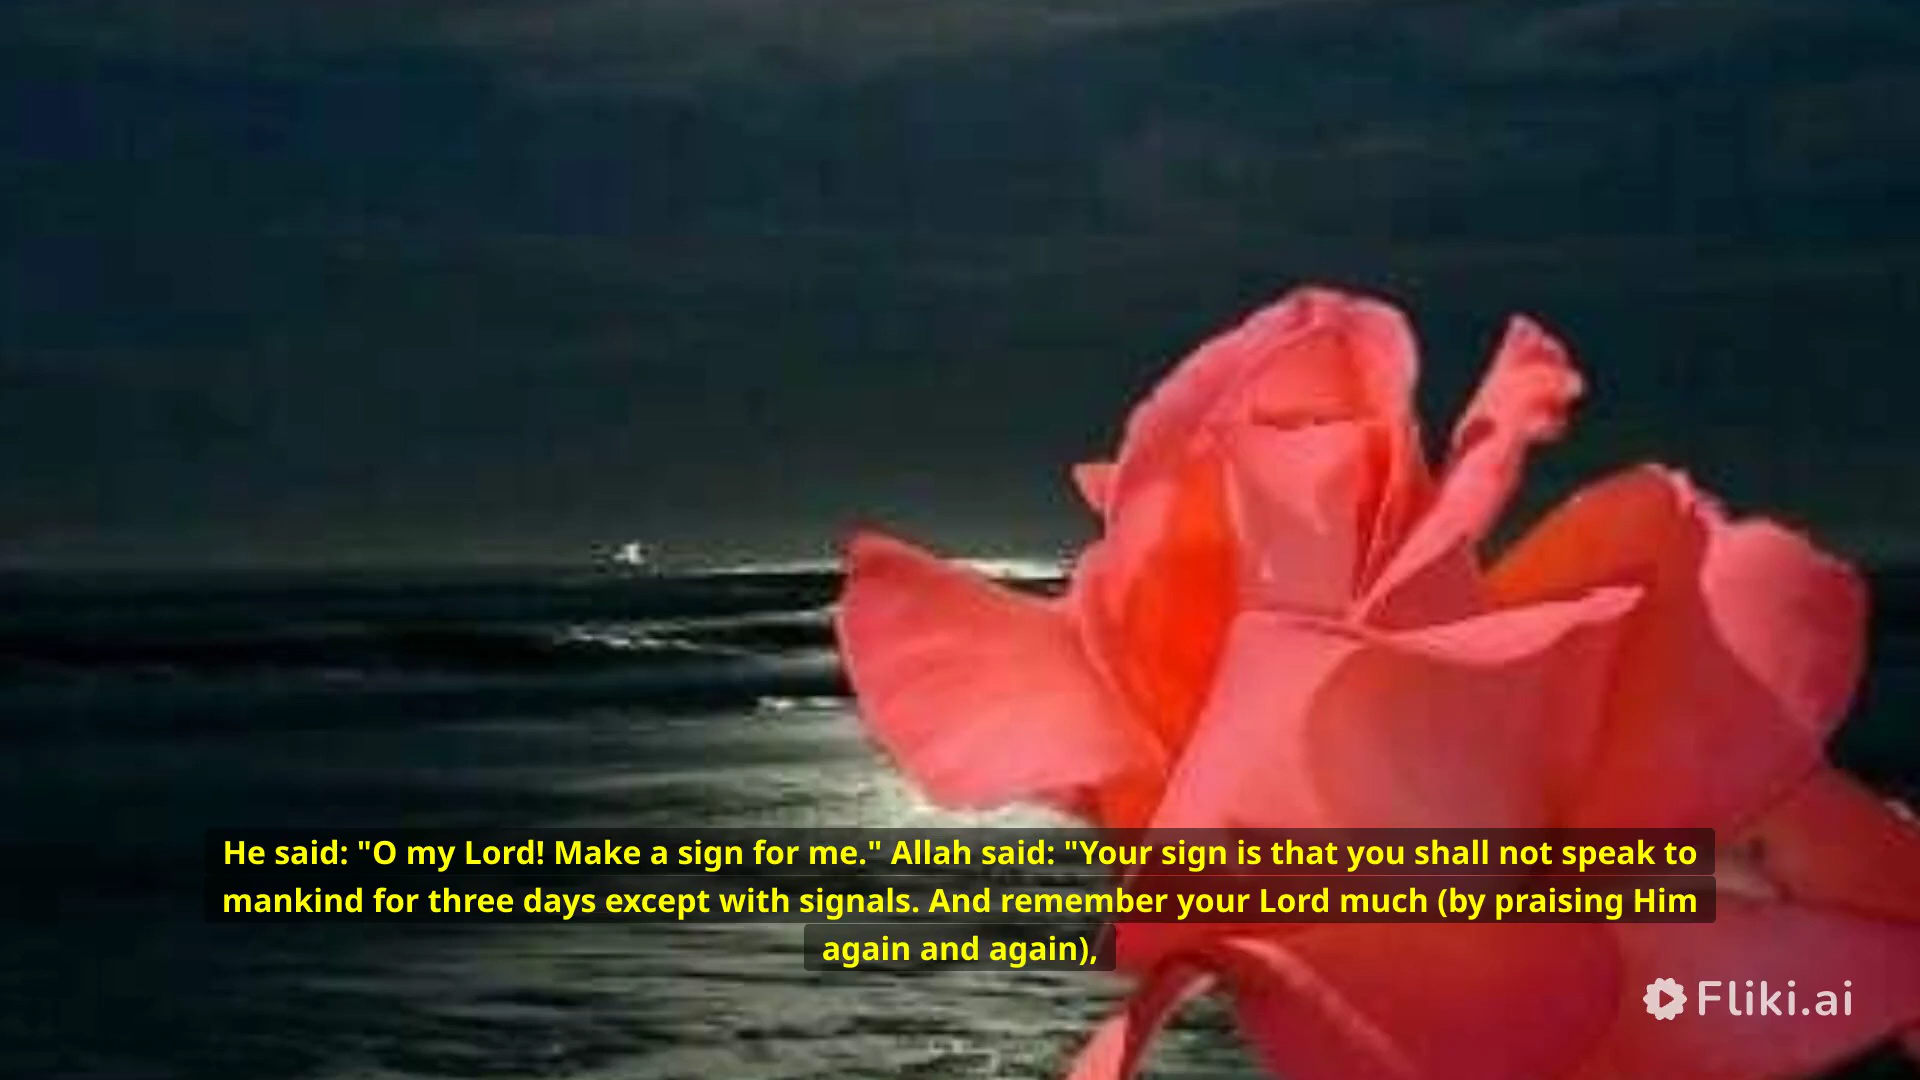 He said: "O my Lord! Make a sign for me." Allah said: "Your sign is that you shall not speak to
mankind for three days except with signals. And remember your Lord much (by praising Him
again and again),
Fliki.ai